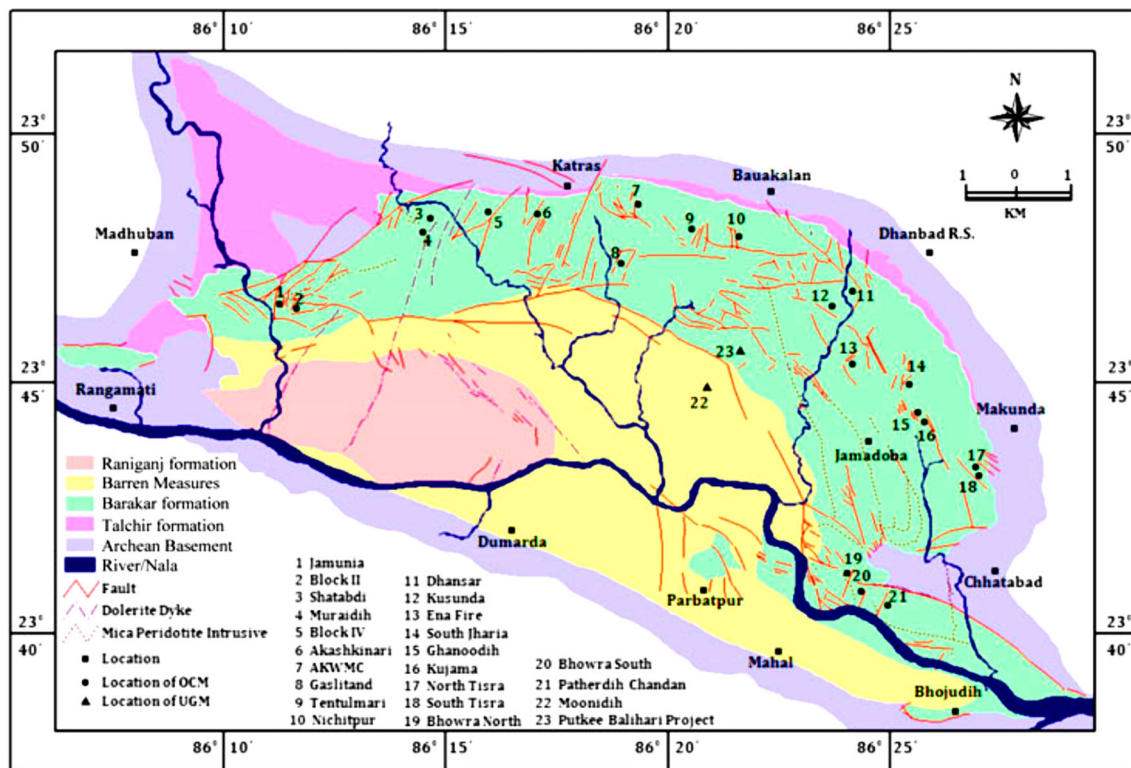 86° 10′ 86° 15′ 86° 20′ 86° 25′
N
23° 50′
23° 50′
1 0 1
KM
Katras
Bauakalan
Madhuban
Dhanbad R.S.
1 2 3 4 5 6 7 8 9 10 11 12 13 14 15 16 17 18 19 20 21 22 23
23° 45′
23° 45′
Rangamati
Makunda
Jamadoba
Dumarda
Chhatabad
Parbatpur
Mahal
Bhojudih
23° 40′
23° 40′
Raniganj formation
Barren Measures
Barakar formation
Talchir formation
Archean Basement
River/Nala
Fault
Dolerite Dyke
Mica Peridotite Intrusive
Location
Location of OCM
Location of UGM
1 Jamunia
2 Block II
3 Shatabdi
4 Muraidih
5 Block IV
6 Akashkinari
7 AKWMC
8 Gaslitand
9 Tentulmari
10 Nichitpur
11 Dhansar
12 Kusunda
13 Ena Fire
14 South Jharia
15 Ghanoodih
16 Kujama
17 North Tisra
18 South Tisra
19 Bhowra North
20 Bhowra South
21 Patherdih Chandan
22 Moonidih
23 Putkee Balihari Project
86° 10′ 86° 15′ 86° 20′ 86° 25′